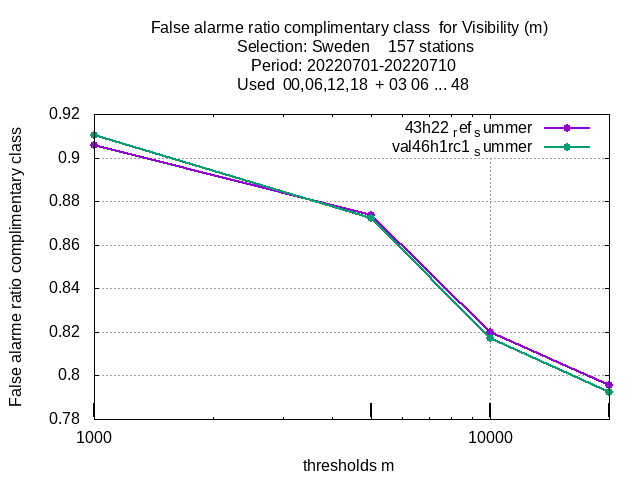 False alarme ratio complimentary class  for Visibility (m)
Selection: Sweden    157 stations
Period: 20220701-20220710
Used  00,06,12,18  + 03 06 ... 48
False alarme ratio complimentary class
0.92
0.9
0.88
0.86
0.84
0.82
0.8
0.78
43h22 ref summer
val46h1rc1 summer
1000
10000
thresholds m